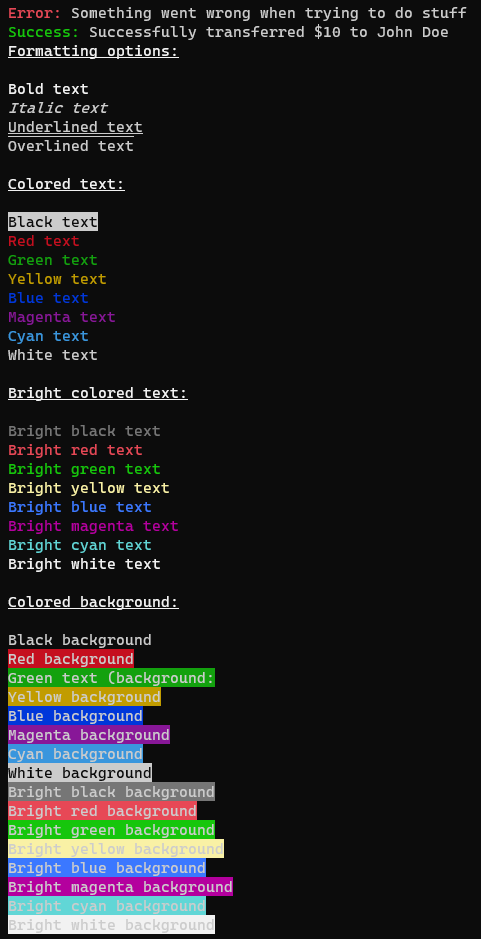 Error: Something went wrong when trying to do stuff
Success: Successfully transferred $10 to John Doe
Formatting options:
Bold text
Italic text
Underlined text
Overlined text
Colored text:
Black text
Red text
Green text
Yellow text
Blue text
Magenta text
Cyan text
White text
Bright colored text:
Bright black text
Bright red text
Bright green text
Bright yellow text
Bright blue text
Bright magenta text
Bright cyan text
Bright white text
Colored background:
Black background
Red background
Green text (background:
Yellow background
Blue background
Magenta background
Cyan background
White background
Bright black background
Bright red background
Bright green background
Bright yellow background
Bright blue background
Bright magenta background
Bright cyan background
Bright white background